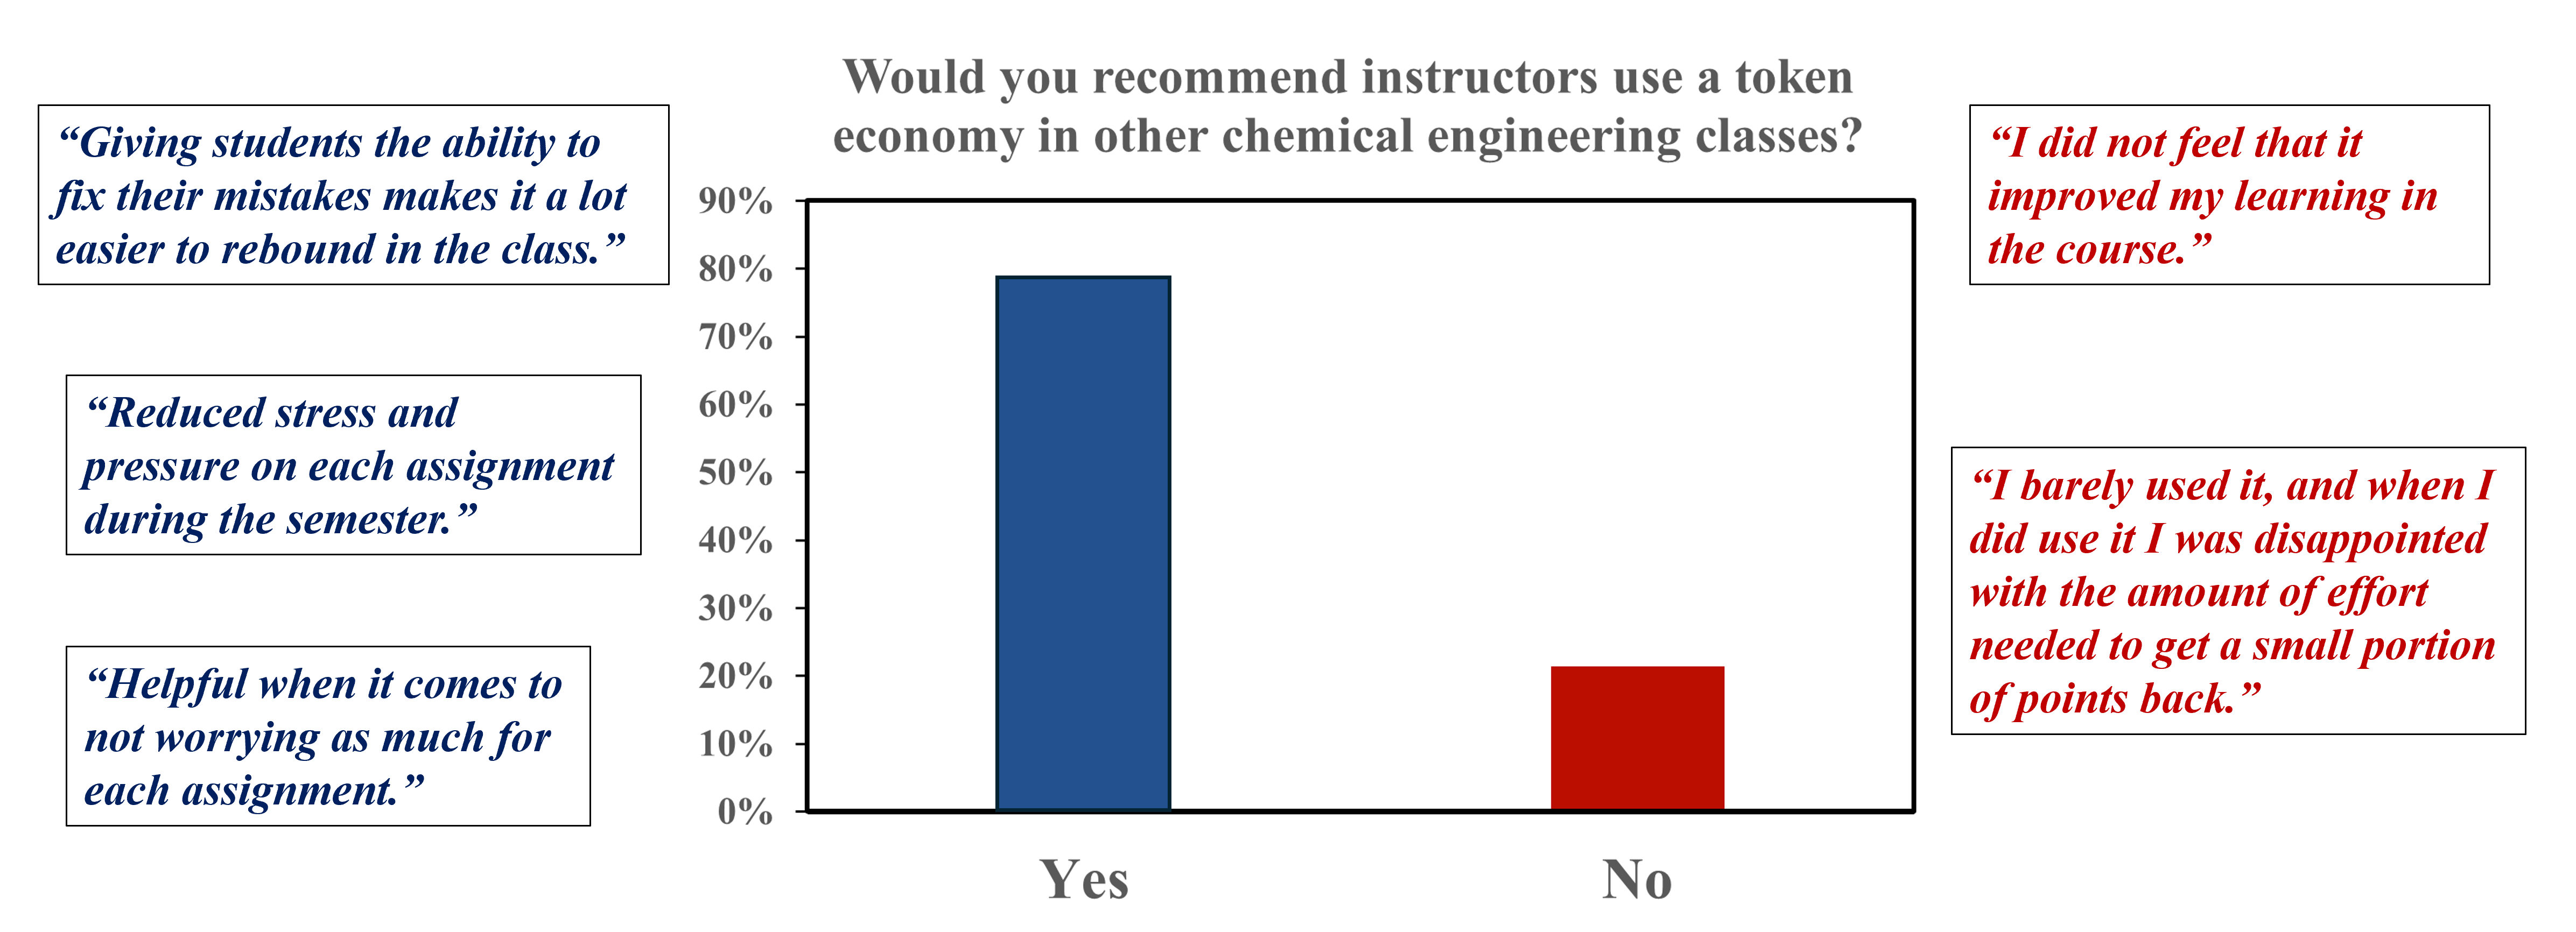 Would you recommend instructors use a token
economy in other chemical engineering classes?
“Giving students the ability to
fix their mistakes makes it a lot
easier to rebound in the class.”
“Reduced stress and
pressure on each assignment
during the semester.”
“Helpful when it comes to
not worrying as much for
each assignment.”
90%
80%
70%
60%
50%
40%
30%
20%
10%
0%
Yes
No
“I did not feel that it
improved my learning in
the course.”
“I barely used it, and when I
did use it I was disappointed
with the amount of effort
needed to get a small portion
of points back.”